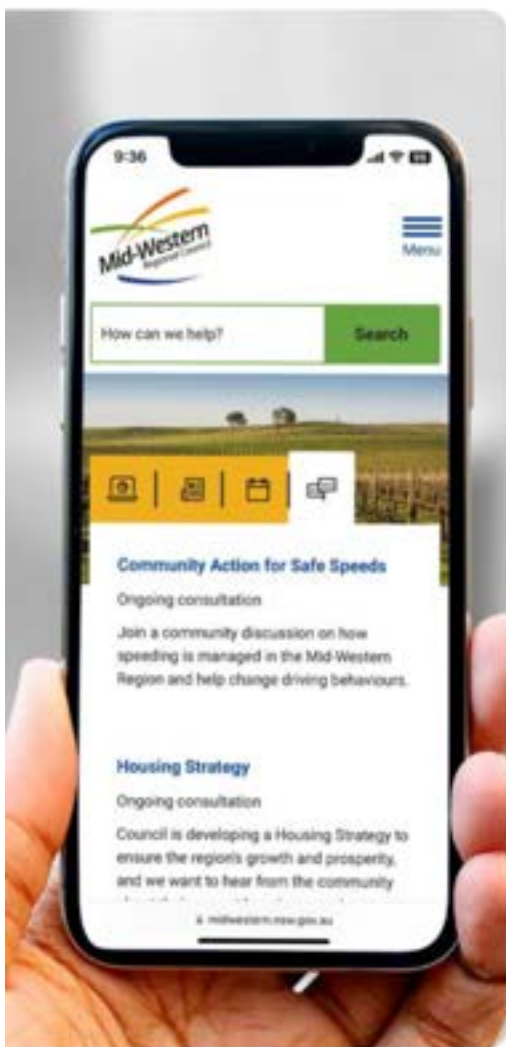 9:36
Mid-Western
Regional Council
Menu
How can we help?
Search
Community Action for Safe Speeds
Ongoing consultation
Join a community discussion on how
speeding is managed in the Mid-Western
Region and help change driving behaviours.
Housing Strategy
Ongoing consultation
Council is developing a Housing Strategy to
ensure the region's growth and prosperity,
and we want to hear from the community
midwestern.nsw.gov.au